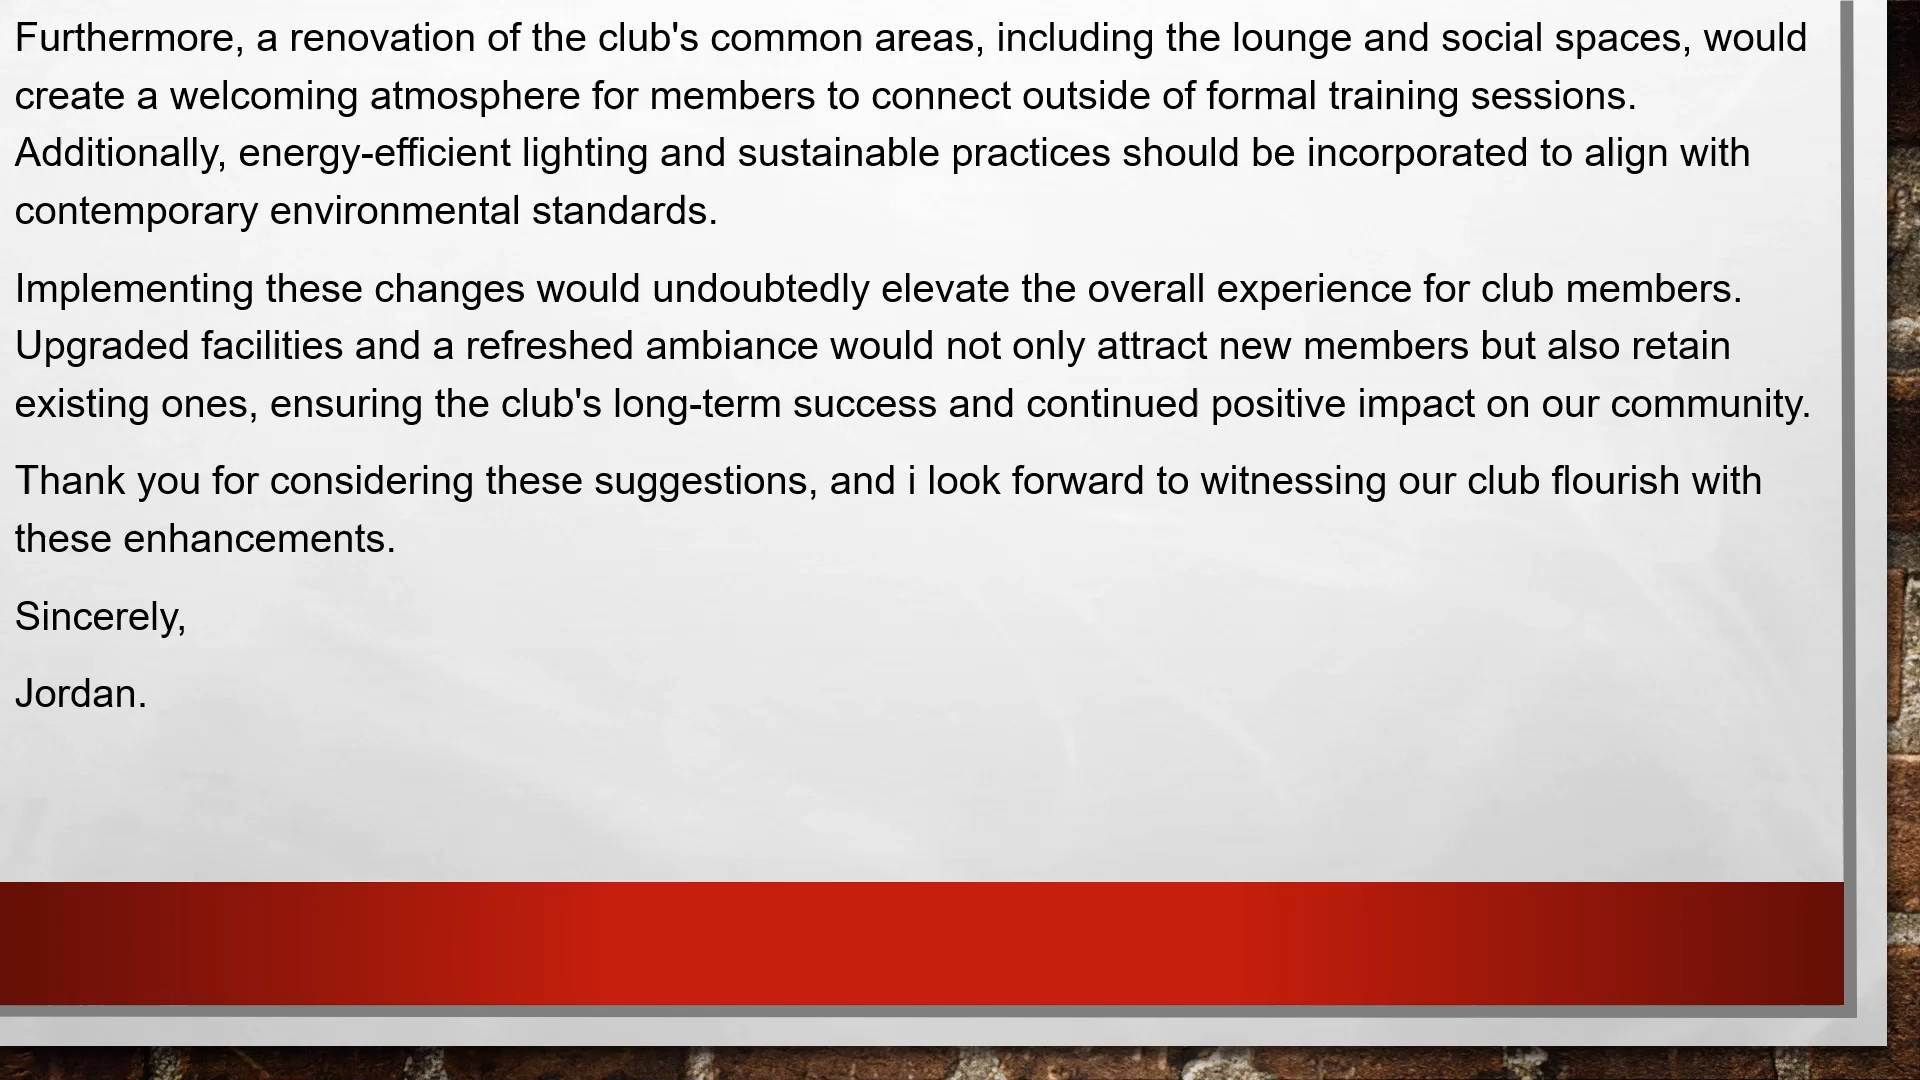 Furthermore, a renovation of the club's common areas, including the lounge and social spaces, would
create a welcoming atmosphere for members to connect outside of formal training sessions.
Additionally, energy-efficient lighting and sustainable practices should be incorporated to align with
contemporary environmental standards.
Implementing these changes would undoubtedly elevate the overall experience for club members.
Upgraded facilities and a refreshed ambiance would not only attract new members but also retain
existing ones, ensuring the club's long-term success and continued positive impact on our community.
Thank you for considering these suggestions, and i look forward to witnessing our club flourish with
these enhancements.
Sincerely,
Jordan.